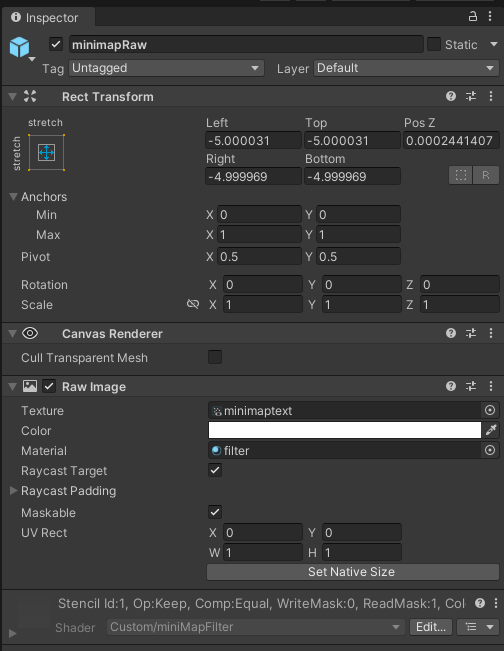 Inspector
minimapRaw Static
Tag Untagged Layer Default
Rect Transform
stretch
stretch
Left Top Pos Z
-5.000031 -5.000031 0.0002441407
Right Bottom
-4.999969 -4.999969 R
Anchors
Min X 0 Y 0
Max X 1 Y 1
Pivot X 0.5 Y 0.5
Rotation X 0 Y 0 Z 0
Scale X 1 Y 1 Z 1
Canvas Renderer
Cull Transparent Mesh
Raw Image
Texture minimaptext
Color
Material filter
Raycast Target
Raycast Padding
Maskable
UV Rect X 0 Y 0
W 1 H 1
Set Native Size
Stencil Id:1, Op:Keep, Comp:Equal, WriteMask:0, ReadMask:1, Col
Shader Custom/miniMapFilter Edit...